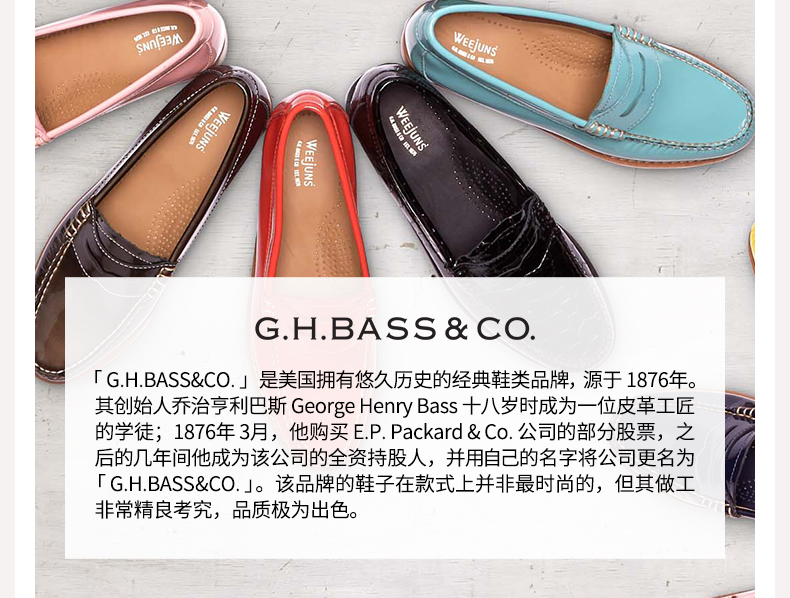 WEEJUNS
WEEJUNS
WEEJUNS
WEEJUNS
WEEJUNS
G.H.BASS & CO.
「 G.H.BASS&CO. 」是美国拥有悠久历史的经典鞋类品牌, 源于 1876年。
其创始人乔治亨利巴斯 George Henry Bass 十八岁时成为一位皮革工匠
的学徒；1876年 3月，他购买 E.P. Packard & Co. 公司的部分股票，之
后的几年间他成为该公司的全资持股人，并用自己的名字将公司更名为
「 G.H.BASS&CO. 」。该品牌的鞋子在款式上并非最时尚的，但其做工
非常精良考究，品质极为出色。